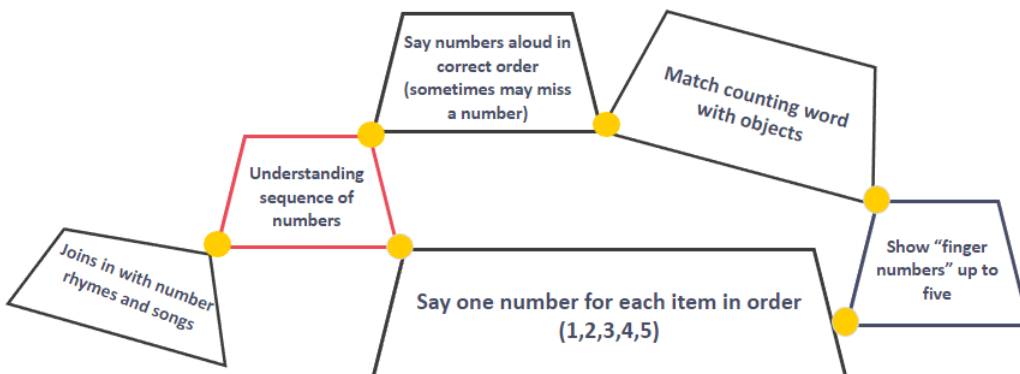 Say numbers aloud in
correct order
(sometimes may miss
a number)
Match counting word
with objects
Understanding
sequence of
numbers
Joins in with number
rhymes and songs
Say one number for each item in order
(1,2,3,4,5)
Show “finger
numbers” up to
five